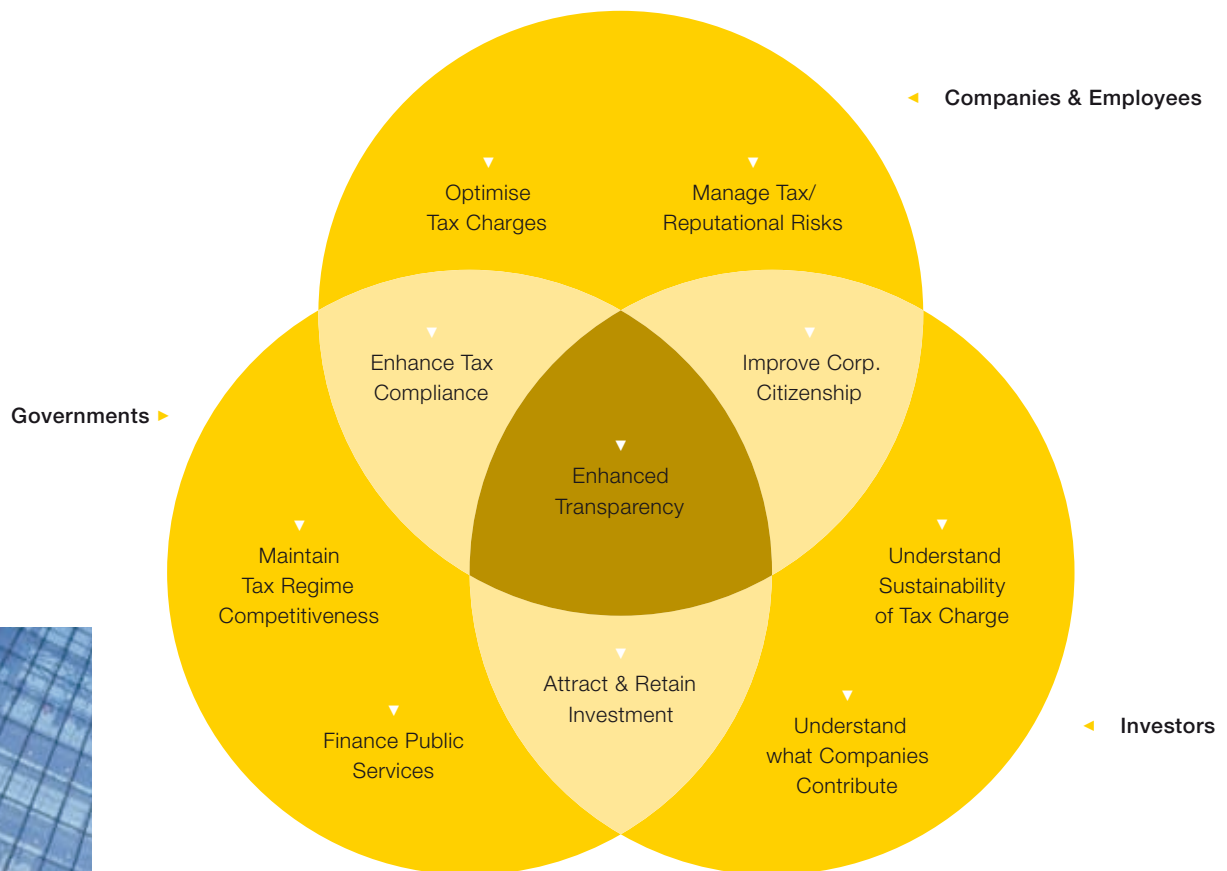 Companies & Employees
Optimise
Tax Charges
Manage Tax/
Reputational Risks
Enhance Tax
Compliance
Improve Corp.
Citizenship
Governments
Enhanced
Transparency
Maintain
Tax Regime
Competitiveness
Understand
Sustainability
of Tax Charge
Attract & Retain
Investment
Finance Public
Services
Understand
what Companies
Contribute
Investors